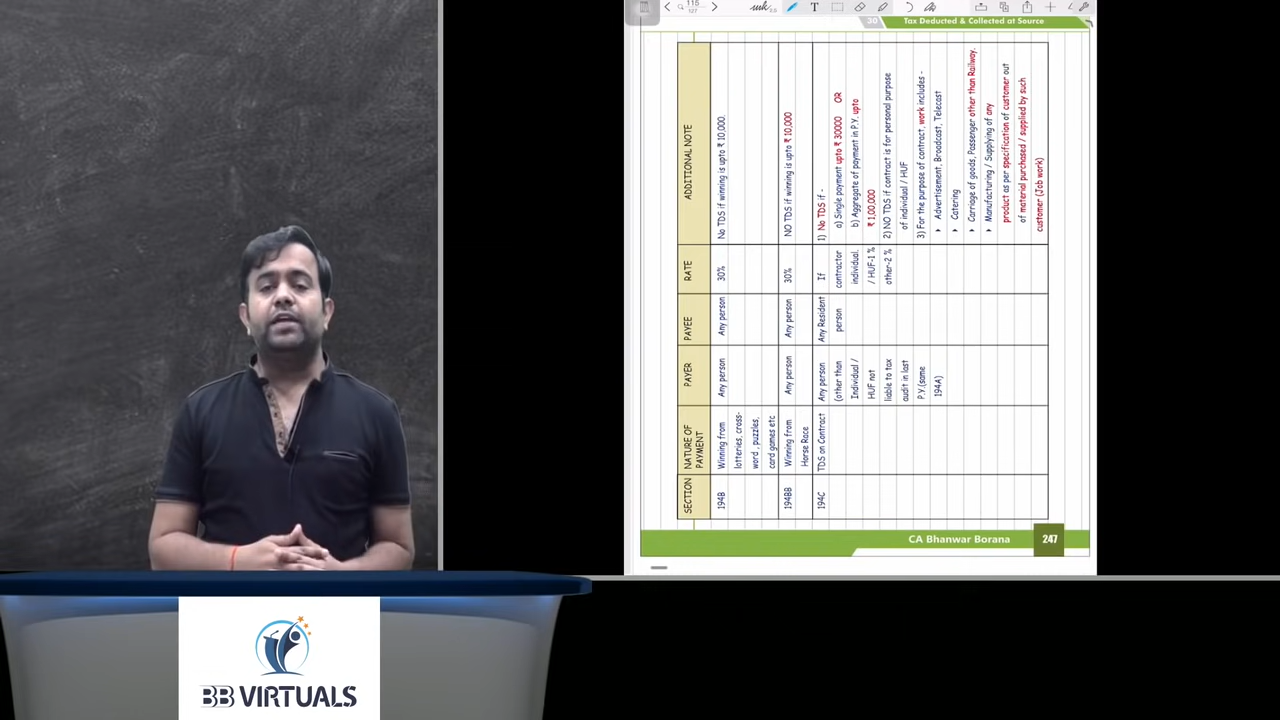 115
127
30 Tax Deducted & Collected at Source
SECTION
NATURE OF
PAYMENT
PAYER
PAYEE
RATE
ADDITIONAL NOTE
194B
Winning from
lotteries, cross-
word , puzzles,
card games etc
Any person
Any person
30%
No TDS if winning is upto ₹ 10,000.
194BB
Winning from
Horse Race
Any person
Any person
30%
NO TDS if winning is upto ₹ 10,000
194C
TDS on Contract
Any person
(other than
Individual /
HUF not
liable to tax
audit in last
P.Y.(same
194A)
Any Resident
person
If
contractor
individual.
/ HUF-1 %
other-2 %
1) No TDS if -
a) Single payment upto ₹ 30000 OR
b) Aggregate of payment in P.Y. upto
₹ 1,00,000
2) NO TDS if contract is for personal purpose
of individual / HUF
3) For the purpose of contract, work includes -
Advertisement, Broadcast, Telecast
Catering
Carriage of goods, Passenger other than Railway.
Manufacturing / Supplying of any
product as per specification of customer out
of material purchased / supplied by such
customer (Job work)
CA Bhanwar Borana 247
BB VIRTUALS